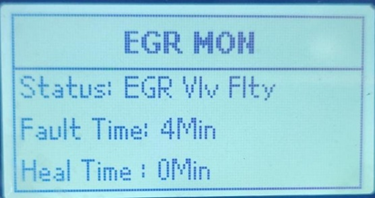 EGR MON
Status: EGR Vlv Flty
Fault Time: 4Min
Heal Time : 0Min